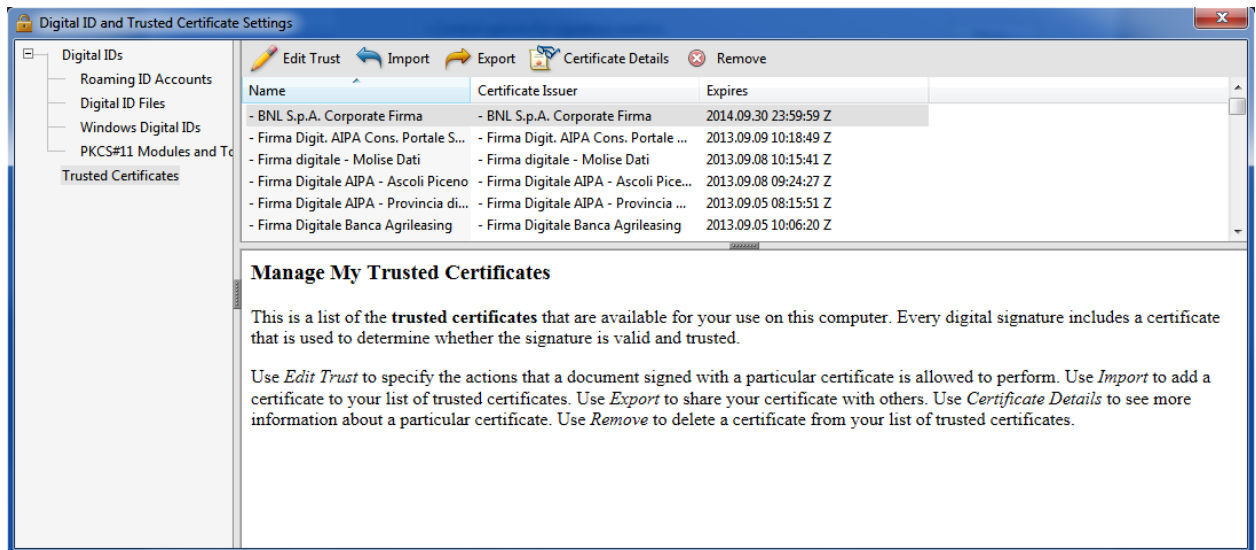 Digital ID and Trusted Certificate Settings
Digital IDs
Roaming ID Accounts
Digital ID Files
Windows Digital IDs
PKCS#11 Modules and To
Trusted Certificates
Edit Trust Import Export Certificate Details Remove
Name Certificate Issuer Expires
- BNL S.p.A. Corporate Firma - BNL S.p.A. Corporate Firma 2014.09.30 23:59:59 Z
- Firma Digit. AIPA Cons. Portale S... - Firma Digit. AIPA Cons. Portale ... 2013.09.09 10:18:49 Z
- Firma digitale - Molise Dati - Firma digitale - Molise Dati 2013.09.08 10:15:41 Z
- Firma Digitale AIPA - Ascoli Piceno - Firma Digitale AIPA - Ascoli Pice... 2013.09.08 09:24:27 Z
- Firma Digitale AIPA - Provincia di... - Firma Digitale AIPA - Provincia ... 2013.09.05 08:15:51 Z
- Firma Digitale Banca Agrileasing - Firma Digitale Banca Agrileasing 2013.09.05 10:06:20 Z
Manage My Trusted Certificates
This is a list of the trusted certificates that are available for your use on this computer. Every digital signature includes a certificate
that is used to determine whether the signature is valid and trusted.
Use Edit Trust to specify the actions that a document signed with a particular certificate is allowed to perform. Use Import to add a
certificate to your list of trusted certificates. Use Export to share your certificate with others. Use Certificate Details to see more
information about a particular certificate. Use Remove to delete a certificate from your list of trusted certificates.